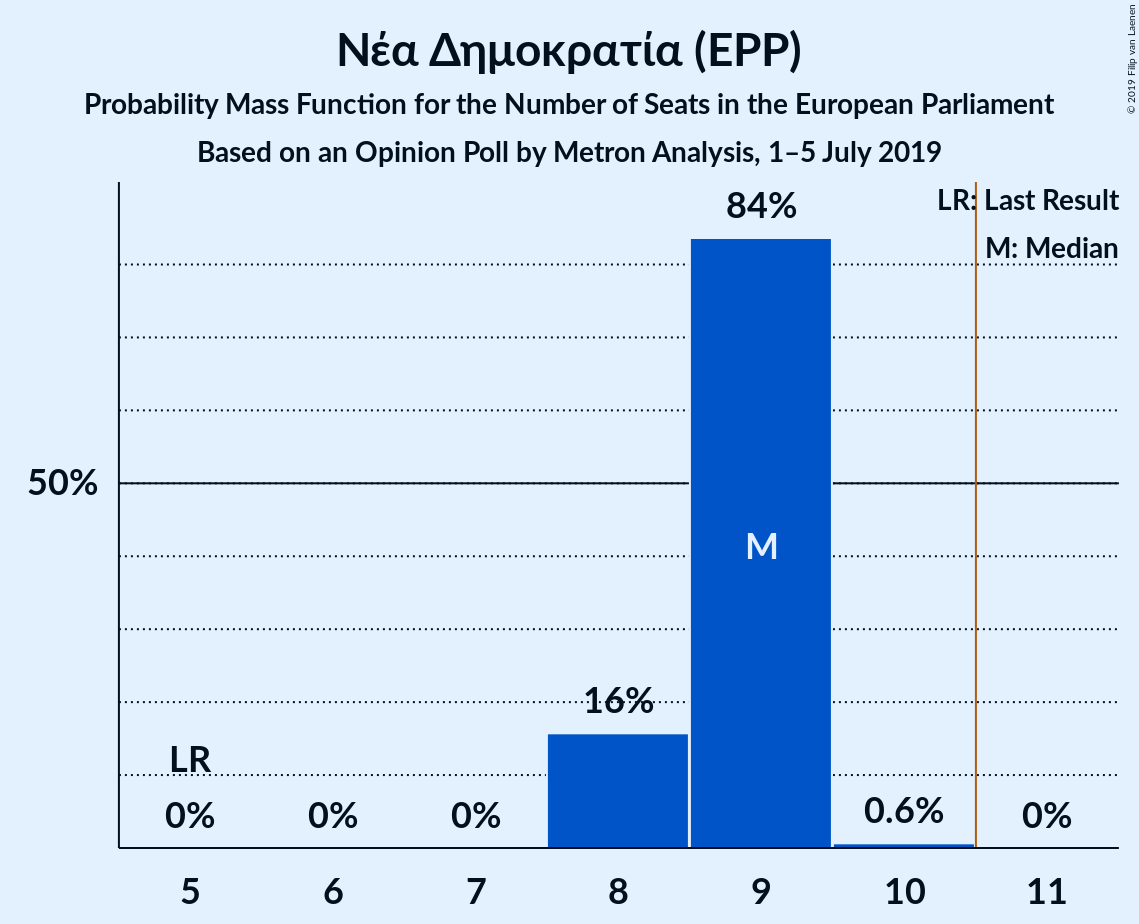 Νέα Δημοκρατία (EPP)
Probability Mass Function for the Number of Seats in the European Parliament
Based on an Opinion Poll by Metron Analysis, 1–5 July 2019
© 2019 Filip van Laenen
LR: Last Result
M: Median
84%
50%
M
16%
LR
0%
0%
0%
0.6%
0%
5 6 7 8 9 10 11